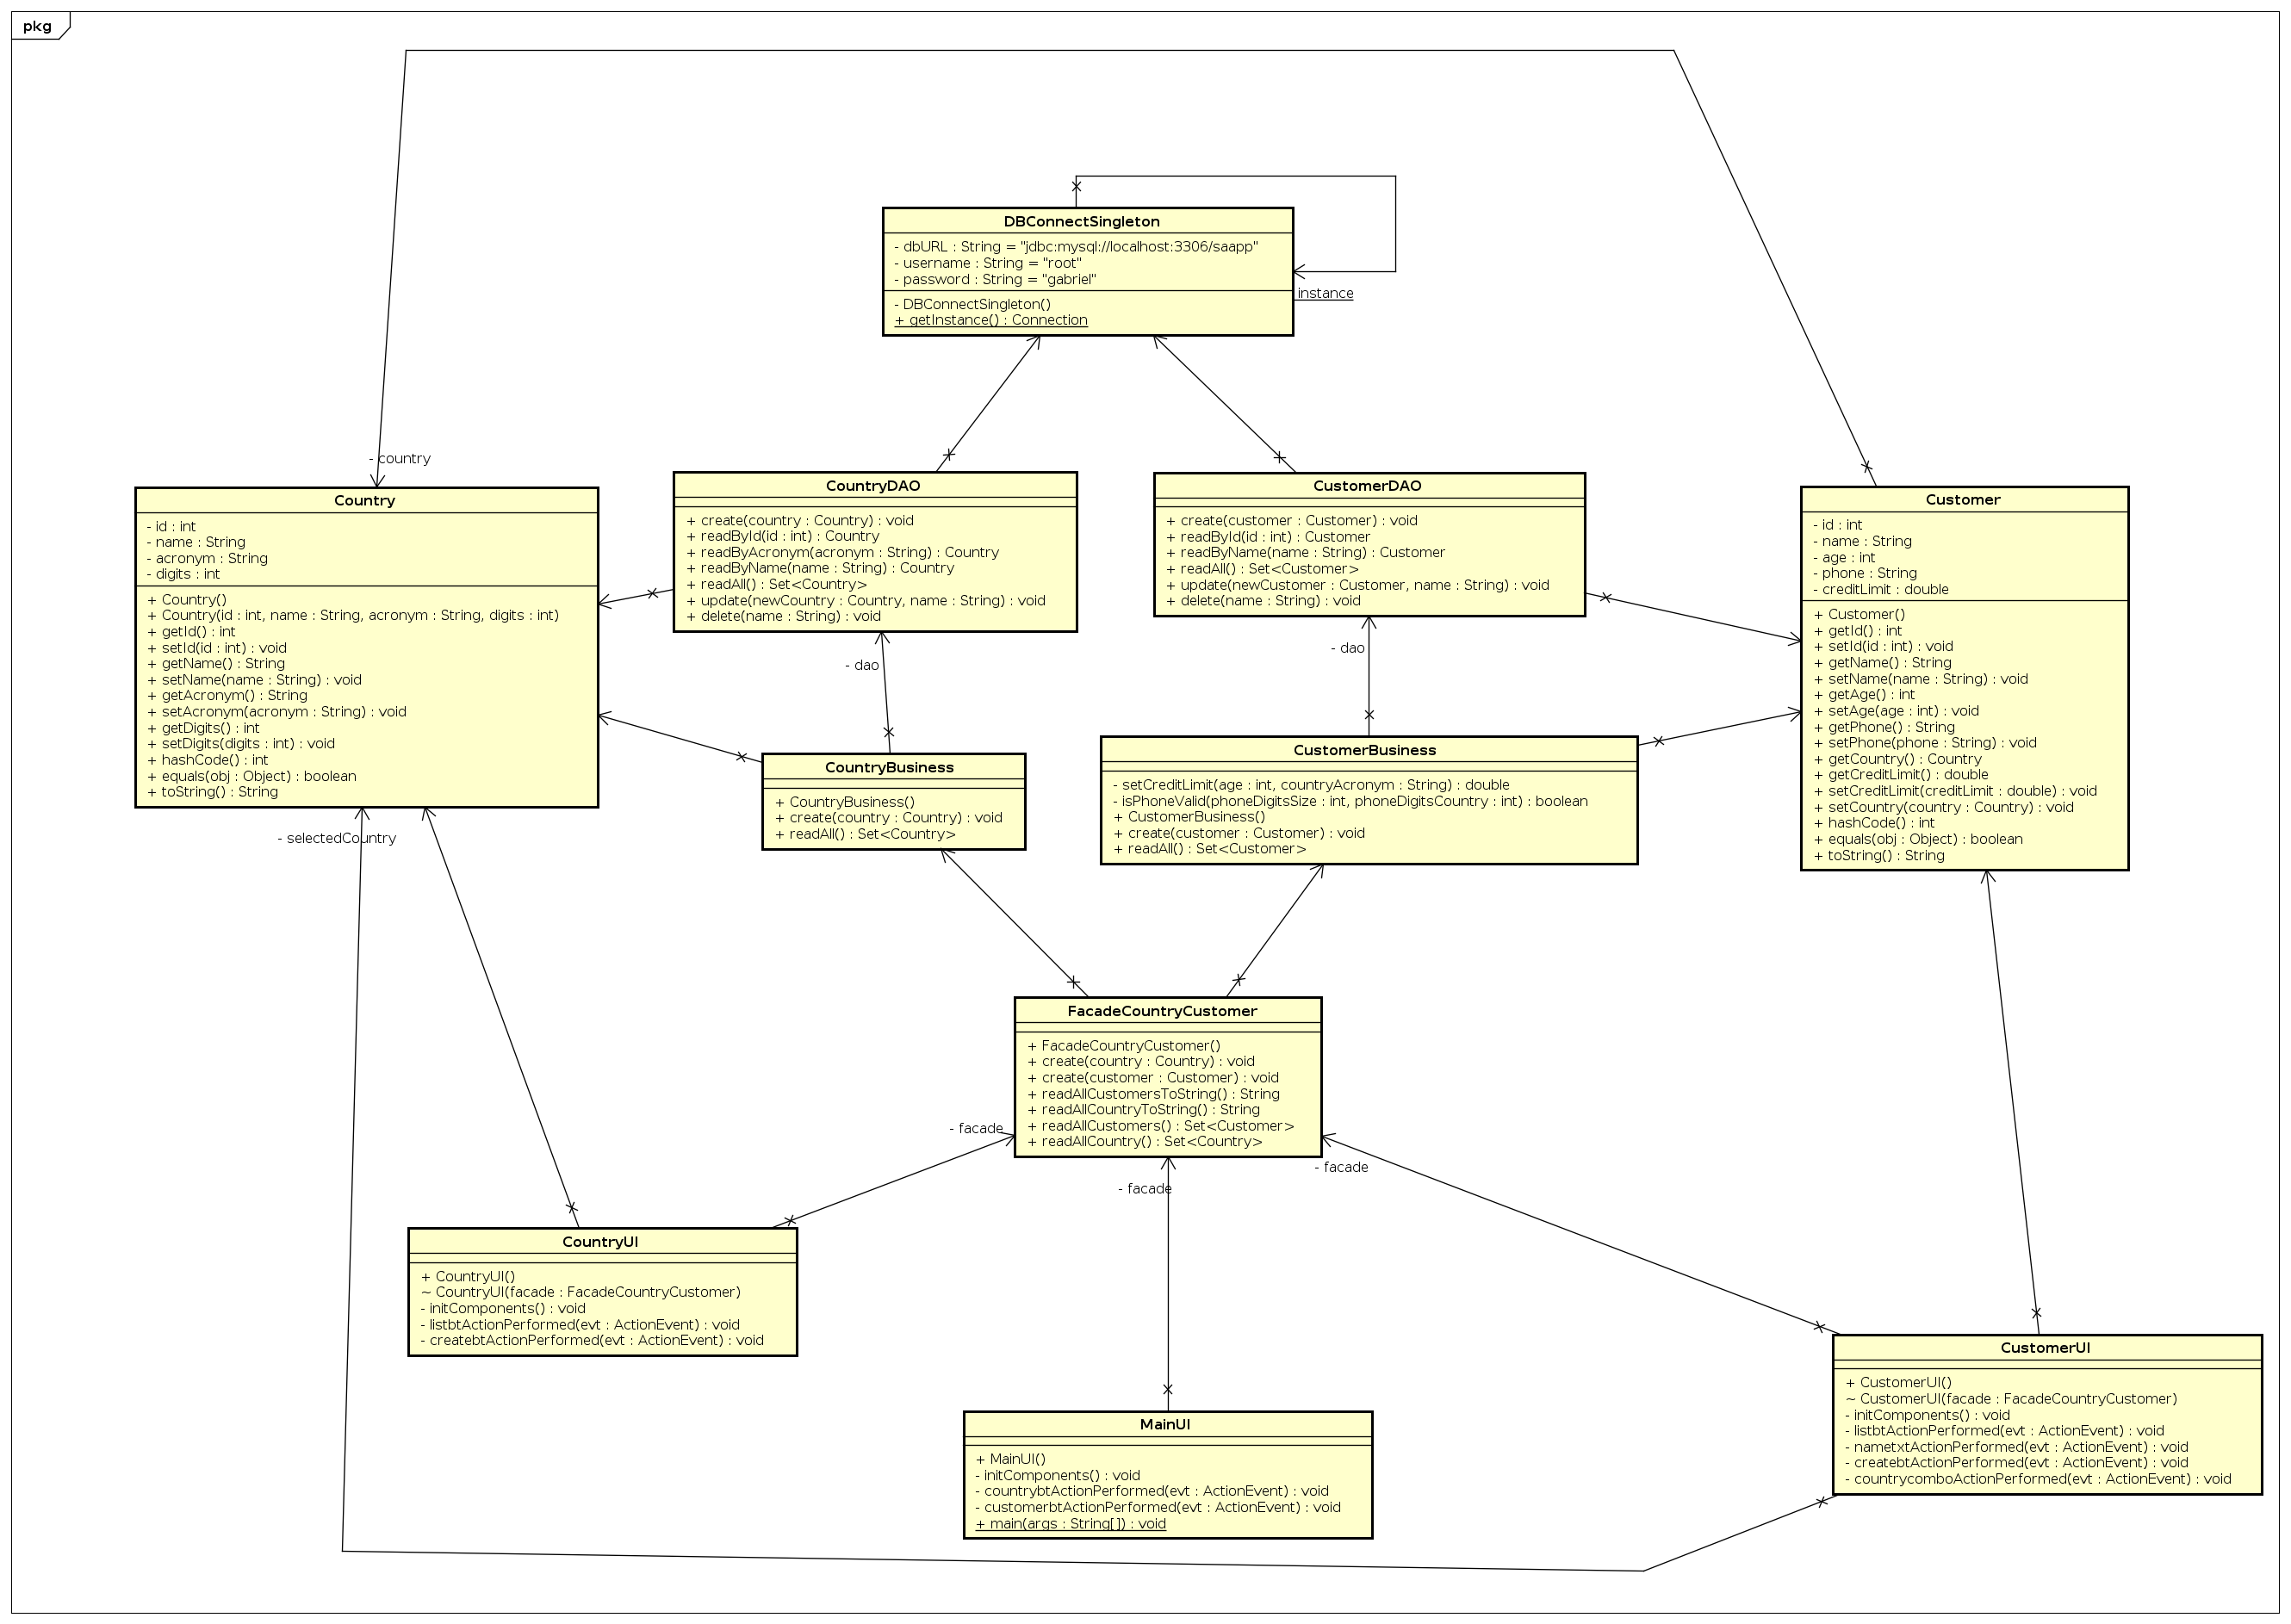 pkg
DBConnectSingleton
- dbURL : String = "jdbc:mysql://localhost:3306/saapp"
- username : String = "root"
- password : String = "gabriel"
- DBConnectSingleton()
+ getInstance() : Connection
instance
- country
Country
- id : int
- name : String
- acronym : String
- digits : int
+ Country()
+ Country(id : int, name : String, acronym : String, digits : int)
+ getId() : int
+ setId(id : int) : void
+ getName() : String
+ setName(name : String) : void
+ getAcronym() : String
+ setAcronym(acronym : String) : void
+ getDigits() : int
+ setDigits(digits : int) : void
+ hashCode() : int
+ equals(obj : Object) : boolean
+ toString() : String
CountryDAO
+ create(country : Country) : void
+ readById(id : int) : Country
+ readByAcronym(acronym : String) : Country
+ readByName(name : String) : Country
+ readAll() : Set<Country>
+ update(newCountry : Country, name : String) : void
+ delete(name : String) : void
CustomerDAO
+ create(customer : Customer) : void
+ readById(id : int) : Customer
+ readByName(name : String) : Customer
+ readAll() : Set<Customer>
+ update(newCustomer : Customer, name : String) : void
+ delete(name : String) : void
Customer
- id : int
- name : String
- age : int
- phone : String
- creditLimit : double
+ Customer()
+ getId() : int
+ setId(id : int) : void
+ getName() : String
+ setName(name : String) : void
+ getAge() : int
+ setAge(age : int) : void
+ getPhone() : String
+ setPhone(phone : String) : void
+ getCountry() : Country
+ getCreditLimit() : double
+ setCreditLimit(creditLimit : double) : void
+ setCountry(country : Country) : void
+ hashCode() : int
+ equals(obj : Object) : boolean
+ toString() : String
- dao
- dao
CountryBusiness
+ CountryBusiness()
+ create(country : Country) : void
+ readAll() : Set<Country>
CustomerBusiness
- setCreditLimit(age : int, countryAcronym : String) : double
- isPhoneValid(phoneDigitsSize : int, phoneDigitsCountry : int) : boolean
+ CustomerBusiness()
+ create(customer : Customer) : void
+ readAll() : Set<Customer>
- selectedCountry
FacadeCountryCustomer
+ FacadeCountryCustomer()
+ create(country : Country) : void
+ create(customer : Customer) : void
+ readAllCustomersToString() : String
+ readAllCountryToString() : String
+ readAllCustomers() : Set<Customer>
+ readAllCountry() : Set<Country>
- facade
- facade
- facade
CountryUI
+ CountryUI()
~ CountryUI(facade : FacadeCountryCustomer)
- initComponents() : void
- listbtActionPerformed(evt : ActionEvent) : void
- createbtActionPerformed(evt : ActionEvent) : void
MainUI
+ MainUI()
- initComponents() : void
- countrybtActionPerformed(evt : ActionEvent) : void
- customerbtActionPerformed(evt : ActionEvent) : void
+ main(args : String[]) : void
CustomerUI
+ CustomerUI()
~ CustomerUI(facade : FacadeCountryCustomer)
- initComponents() : void
- listbtActionPerformed(evt : ActionEvent) : void
- nametxtActionPerformed(evt : ActionEvent) : void
- createbtActionPerformed(evt : ActionEvent) : void
- countrycomboActionPerformed(evt : ActionEvent) : void